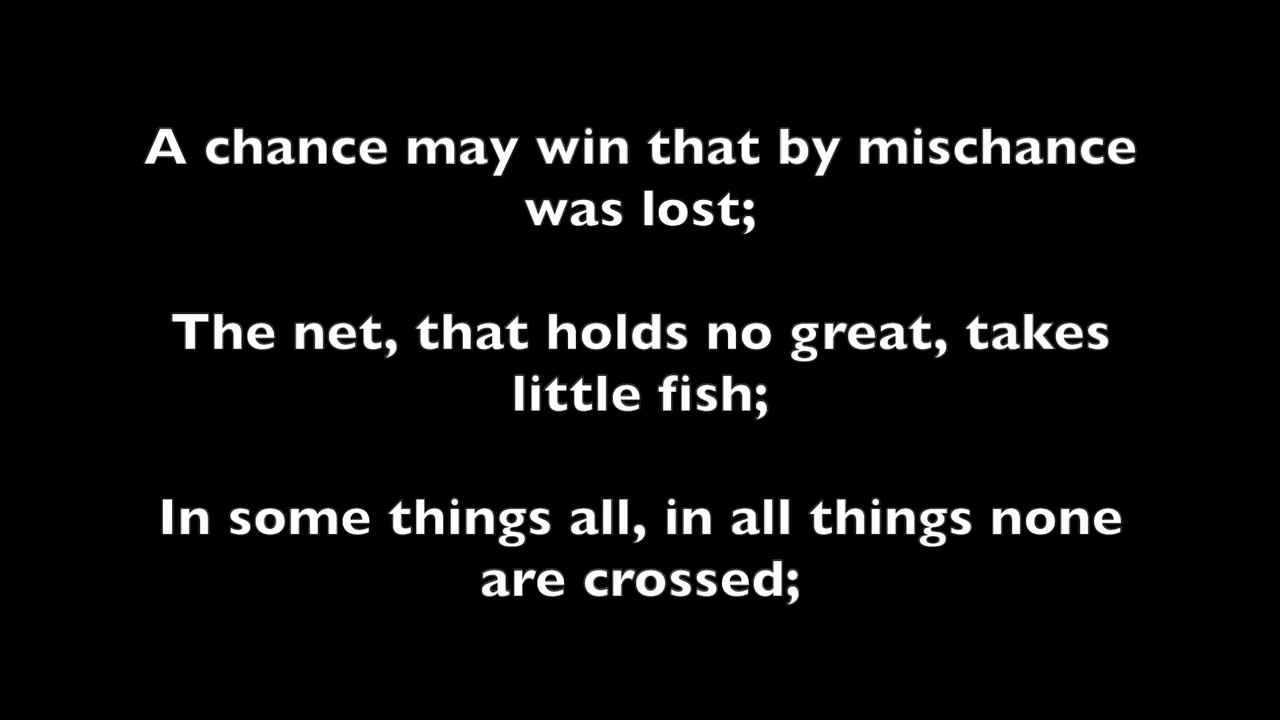 A chance may win that by mischance
was lost;
The net, that holds no great, takes
little fish;
In some things all, in all things none
are crossed;